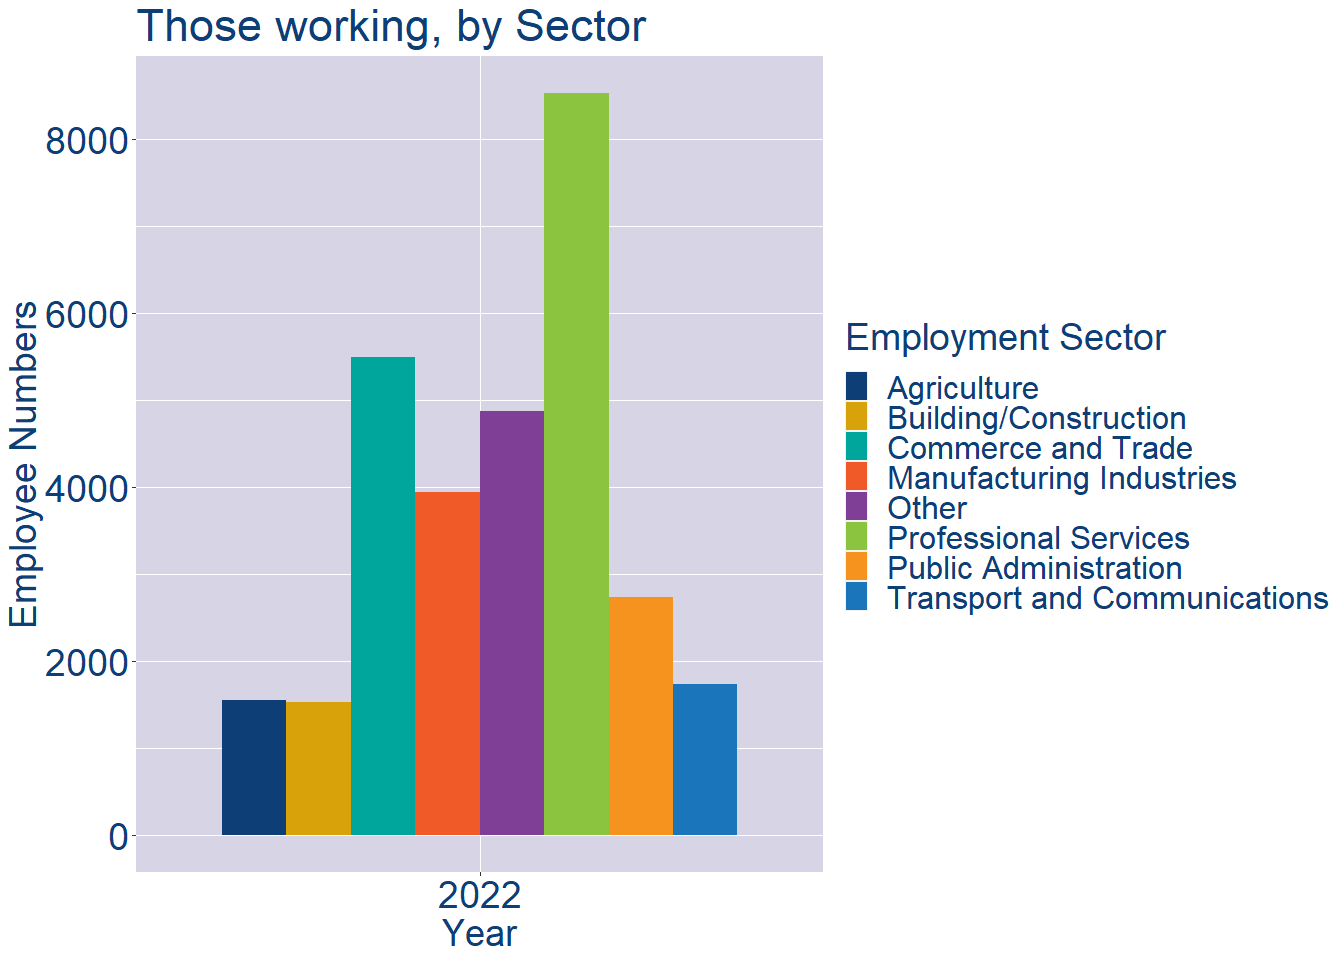 Those working, by Sector
Employee Numbers
8000
6000
4000
2000
0
2022
Year
Employment Sector
Agriculture
Building/Construction
Commerce and Trade
Manufacturing Industries
Other
Professional Services
Public Administration
Transport and Communications